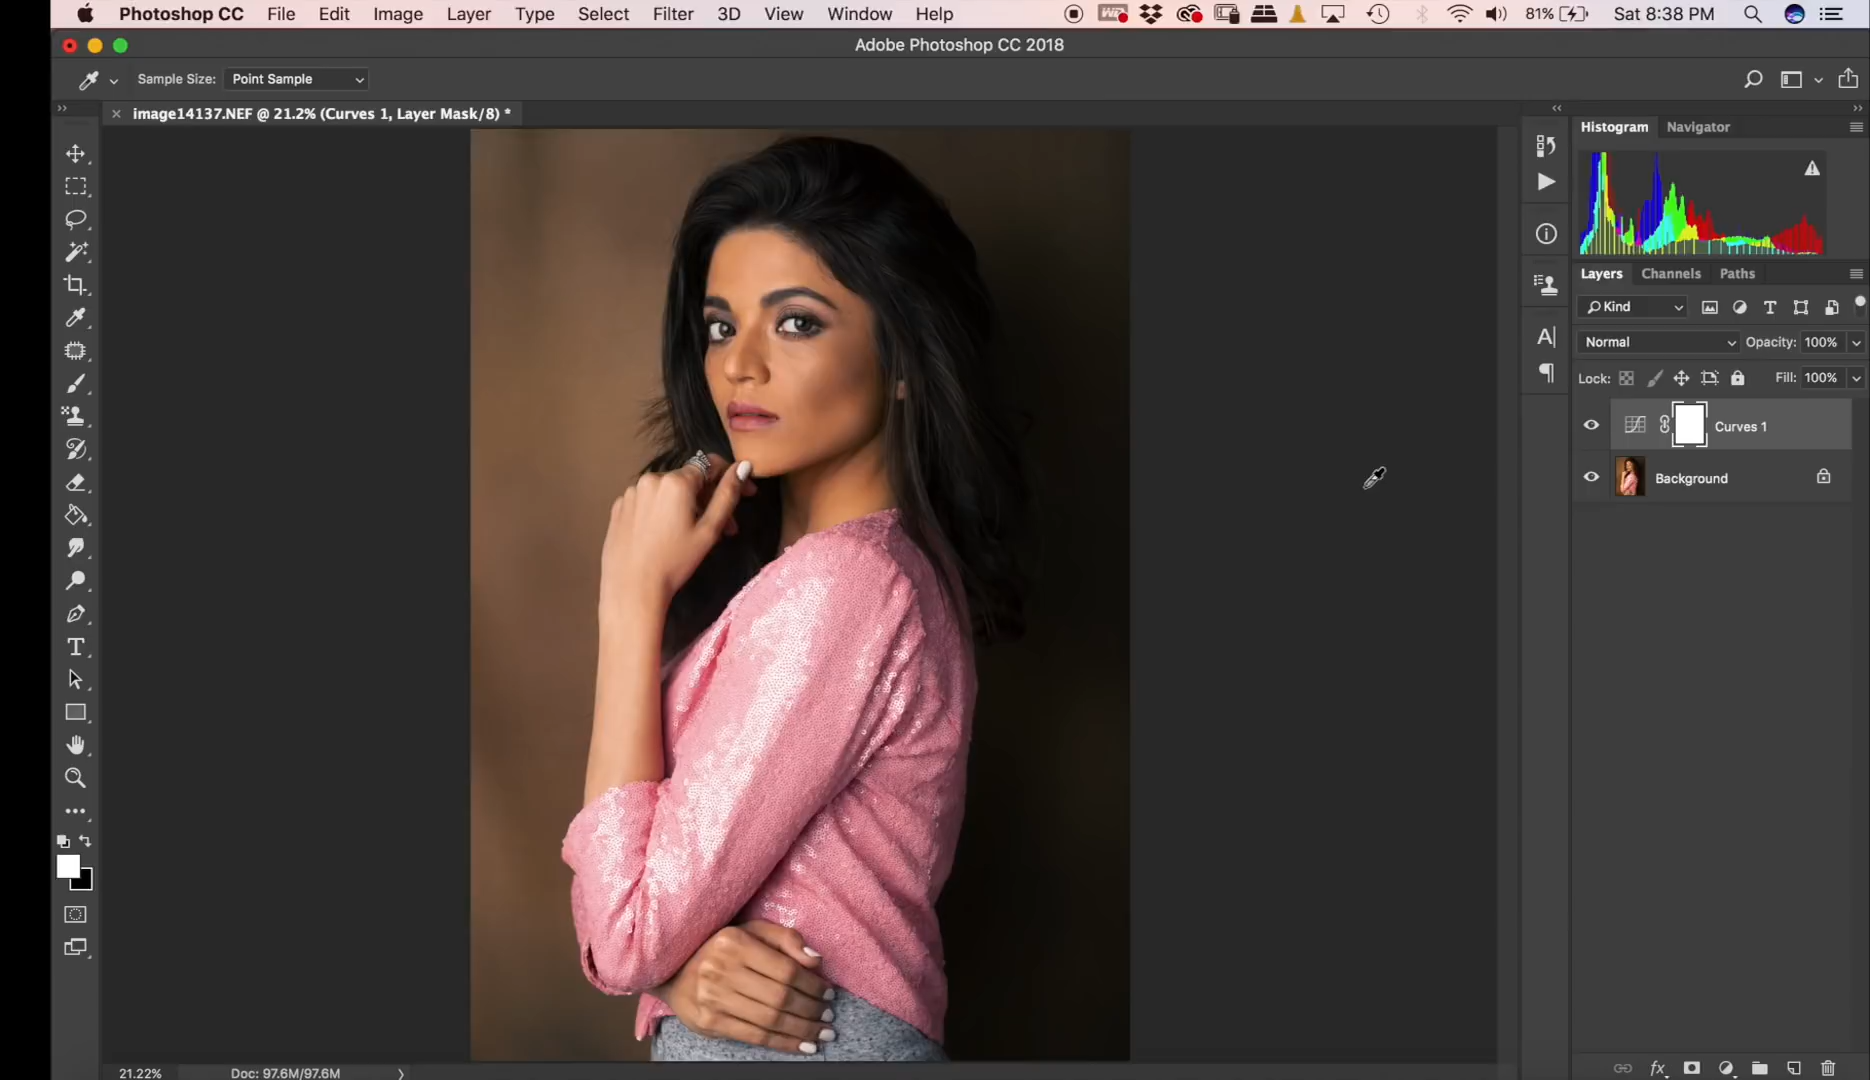 Photoshop CC File Edit Image Layer Type Select Filter 3D View Window Help 81% Sat 8:38 PM
Adobe Photoshop CC 2018
Sample Size: Point Sample
× image14137.NEF @ 21.2% (Curves 1, Layer Mask/8) *
Histogram Navigator
Layers Channels Paths
Kind
Normal Opacity: 100%
Lock: Fill: 100%
Curves 1
Background
21.22% Doc: 97.6M/97.6M